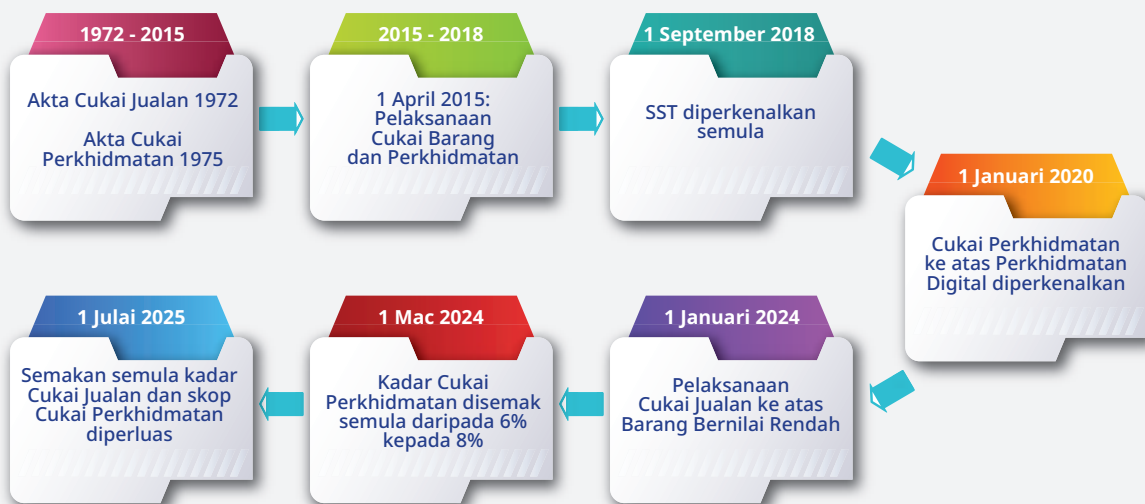 1972 - 2015
Akta Cukai Jualan 1972
Akta Cukai
Perkhidmatan 1975
2015 - 2018
1 April 2015:
Pelaksanaan
Cukai Barang
dan Perkhidmatan
1 September 2018
SST diperkenalkan
semula
1 Januari 2020
Cukai Perkhidmatan
ke atas Perkhidmatan
Digital diperkenalkan
1 Januari 2024
Pelaksanaan
Cukai Jualan ke atas
Barang Bernilai Rendah
1 Mac 2024
Kadar Cukai
Perkhidmatan disemak
semula daripada 6%
kepada 8%
1 Julai 2025
Semakan semula kadar
Cukai Jualan dan skop
Cukai Perkhidmatan
diperluas